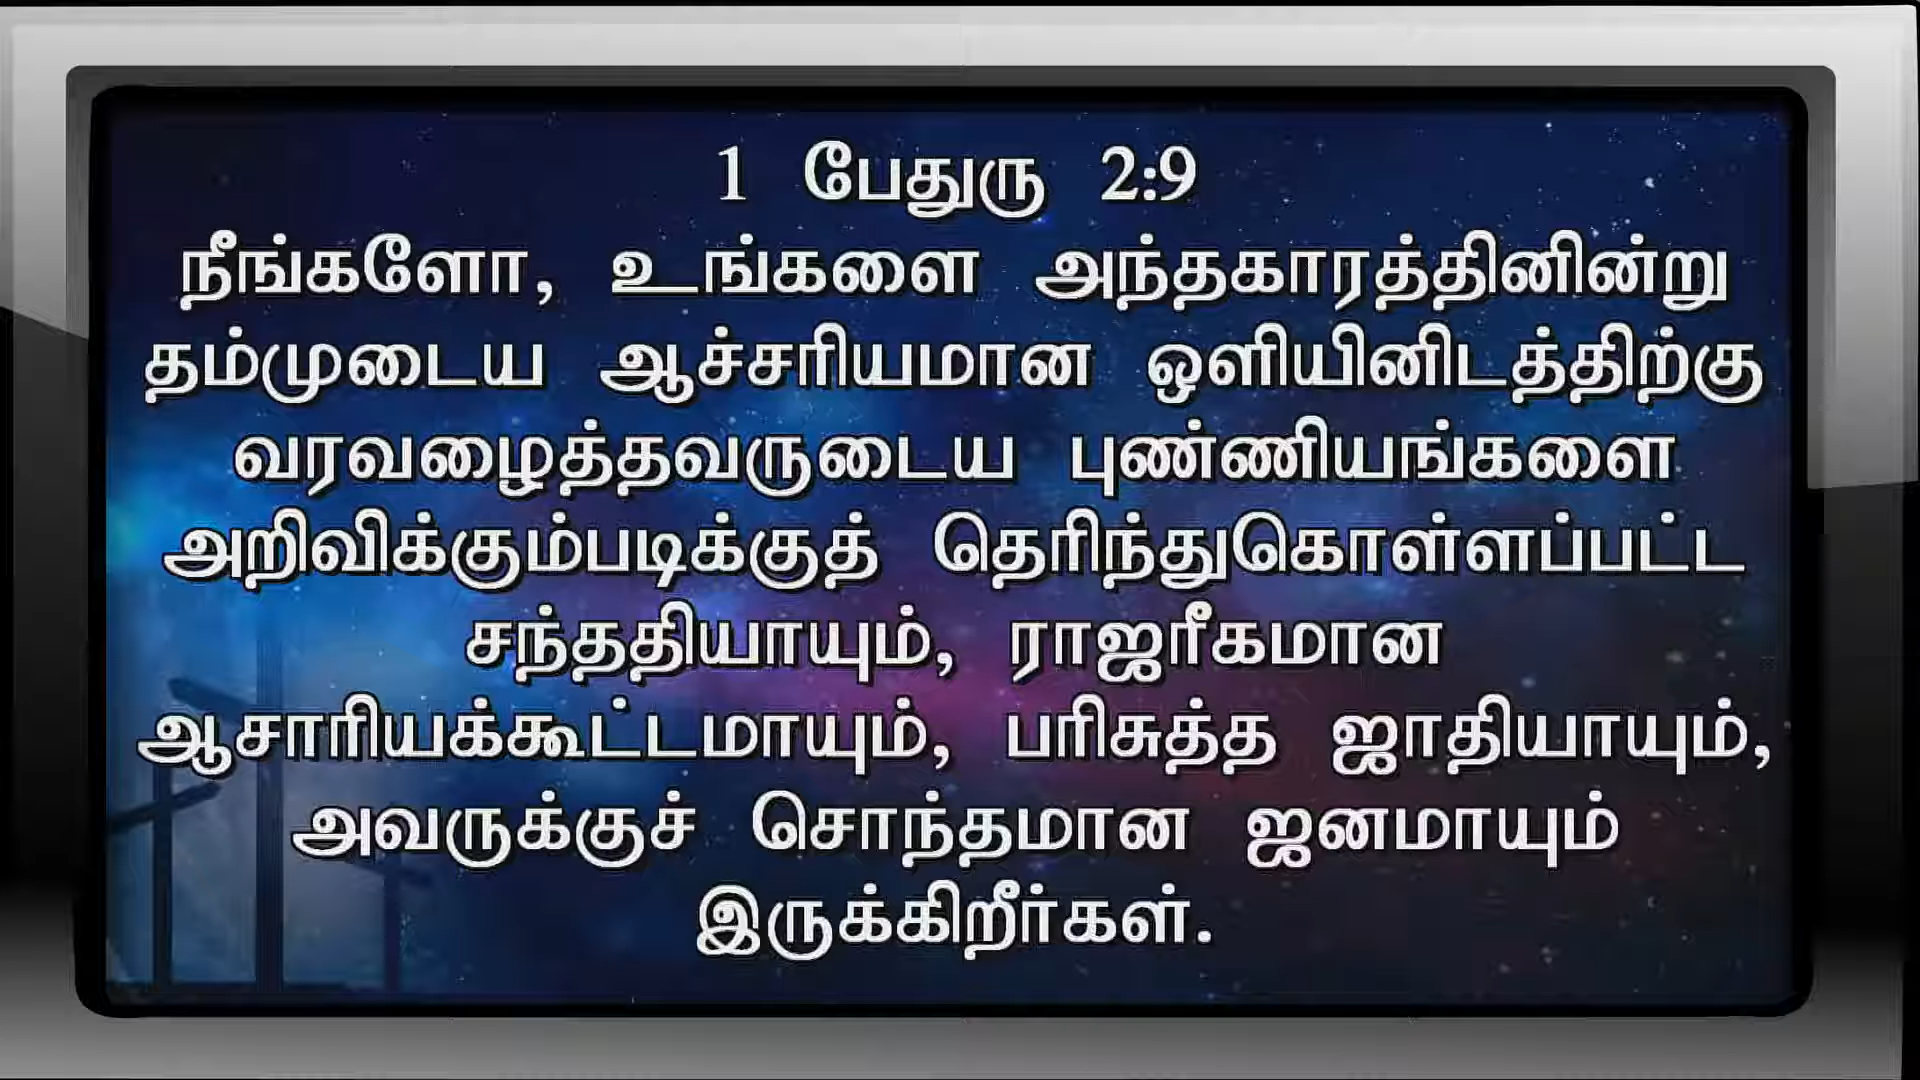 1 பேதுரு 2:9
நீங்களோ, உங்களை அந்தகாரத்தினின்று
தம்முடைய ஆச்சரியமான ஒளியினிடத்திற்கு
வரவழைத்தவருடைய புண்ணியங்களை
அறிவிக்கும்படிக்குத் தெரிந்துகொள்ளப்பட்ட
சந்ததியாயும், ராஜரீகமான
ஆசாரியக்கூட்டமாயும், பரிசுத்த ஜாதியாயும்,
அவருக்குச் சொந்தமான ஜனமாயும்
இருக்கிறீர்கள்.